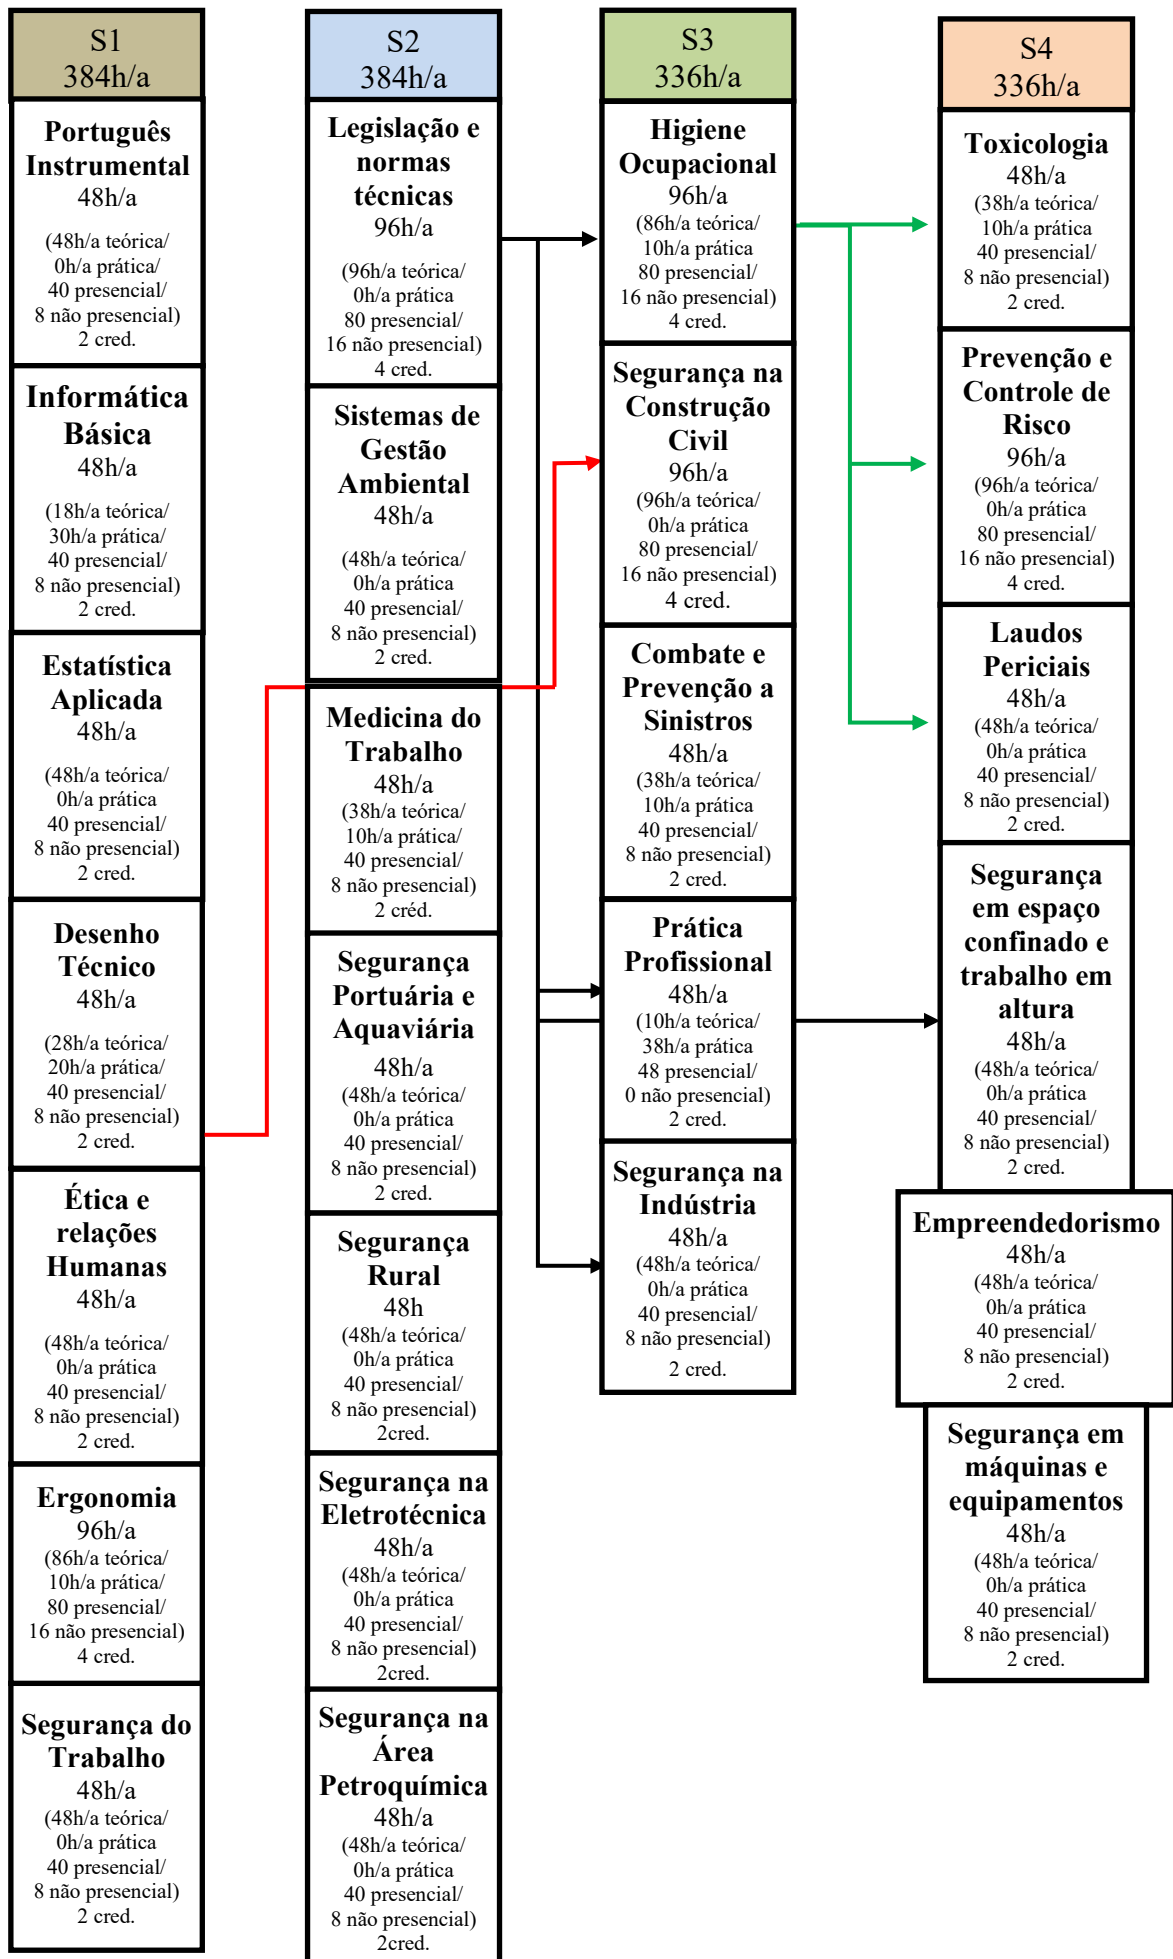 S1
384h/a
Português
Instrumental
48h/a
(48h/a teórica/
0h/a prática/
40 presencial/
8 não presencial)
2 cred.
Informática
Básica
48h/a
(18h/a teórica/
30h/a prática/
40 presencial/
8 não presencial)
2 cred.
Estatística
Aplicada
48h/a
(48h/a teórica/
0h/a prática
40 presencial/
8 não presencial)
2 cred.
Desenho
Técnico
48h/a
(28h/a teórica/
20h/a prática/
40 presencial/
8 não presencial)
2 cred.
Ética e
relações
Humanas
48h/a
(48h/a teórica/
0h/a prática
40 presencial/
8 não presencial)
2 cred.
Ergonomia
96h/a
(86h/a teórica/
10h/a prática/
80 presencial/
16 não presencial)
4 cred.
Segurança do
Trabalho
48h/a
(48h/a teórica/
0h/a prática
40 presencial/
8 não presencial)
2 cred.
S2
384h/a
Legislação e
normas
técnicas
96h/a
(96h/a teórica/
0h/a prática
80 presencial/
16 não presencial)
4 cred.
Sistemas de
Gestão
Ambiental
48h/a
(48h/a teórica/
0h/a prática
40 presencial/
8 não presencial)
2 cred.
Medicina do
Trabalho
48h/a
(38h/a teórica/
10h/a prática/
40 presencial/
8 não presencial)
2 créd.
Segurança
Portuária e
Aquaviária
48h/a
(48h/a teórica/
0h/a prática
40 presencial/
8 não presencial)
2 cred.
Segurança
Rural
48h
(48h/a teórica/
0h/a prática
40 presencial/
8 não presencial)
2cred.
Segurança na
Eletrotécnica
48h/a
(48h/a teórica/
0h/a prática
40 presencial/
8 não presencial)
2cred.
Segurança na
Área
Petroquímica
48h/a
(48h/a teórica/
0h/a prática
40 presencial/
8 não presencial)
2cred.
S3
336h/a
Higiene
Ocupacional
96h/a
(86h/a teórica/
10h/a prática
80 presencial/
16 não presencial)
4 cred.
Segurança na
Construção
Civil
96h/a
(96h/a teórica/
0h/a prática
80 presencial/
16 não presencial)
4 cred.
Combate e
Prevenção a
Sinistros
48h/a
(38h/a teórica/
10h/a prática
40 presencial/
8 não presencial)
2 cred.
Prática
Profissional
48h/a
(10h/a teórica/
38h/a prática
48 presencial/
0 não presencial)
2 cred.
Segurança na
Indústria
48h/a
(48h/a teórica/
0h/a prática
40 presencial/
8 não presencial)
2 cred.
S4
336h/a
Toxicologia
48h/a
(38h/a teórica/
10h/a prática
40 presencial/
8 não presencial)
2 cred.
Prevenção e
Controle de
Risco
96h/a
(96h/a teórica/
0h/a prática
80 presencial/
16 não presencial)
4 cred.
Laudos
Periciais
48h/a
(48h/a teórica/
0h/a prática
40 presencial/
8 não presencial)
2 cred.
Segurança
em espaço
confinado e
trabalho em
altura
48h/a
(48h/a teórica/
0h/a prática
40 presencial/
8 não presencial)
2 cred.
Empreendedorismo
48h/a
(48h/a teórica/
0h/a prática
40 presencial/
8 não presencial)
2 cred.
Segurança em
máquinas e
equipamentos
48h/a
(48h/a teórica/
0h/a prática
40 presencial/
8 não presencial)
2 cred.